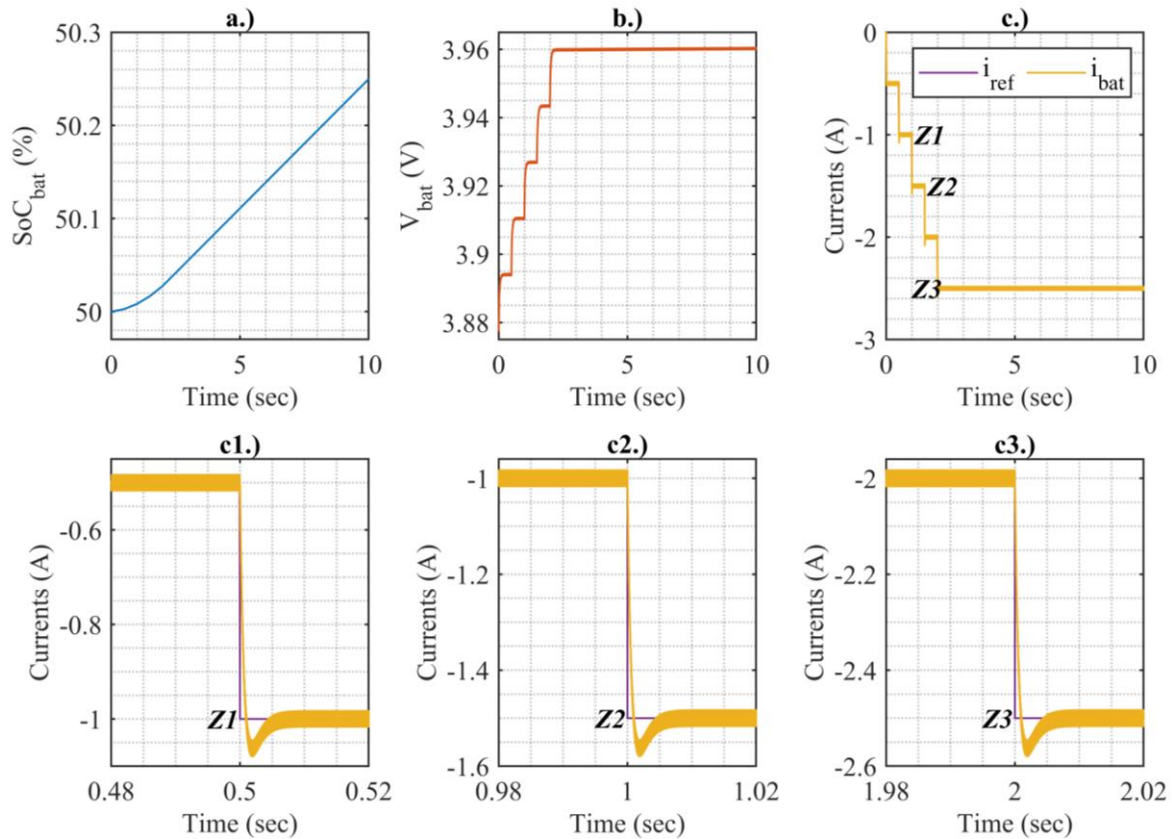 a.)
SoC_bat (%)
50.3
50.2
50.1
50
0
5
10
Time (sec)
b.)
V_bat (V)
3.96
3.94
3.92
3.9
3.88
0
5
10
Time (sec)
c.)
Currents (A)
0
-1
-2
-3
i_ref
i_bat
Z1
Z2
Z3
0
5
10
Time (sec)
c1.)
Currents (A)
-0.6
-0.8
-1
Z1
0.48
0.5
0.52
Time (sec)
c2.)
Currents (A)
-1
-1.2
-1.4
-1.6
Z2
0.98
1
1.02
Time (sec)
c3.)
Currents (A)
-2
-2.2
-2.4
-2.6
Z3
1.98
2
2.02
Time (sec)